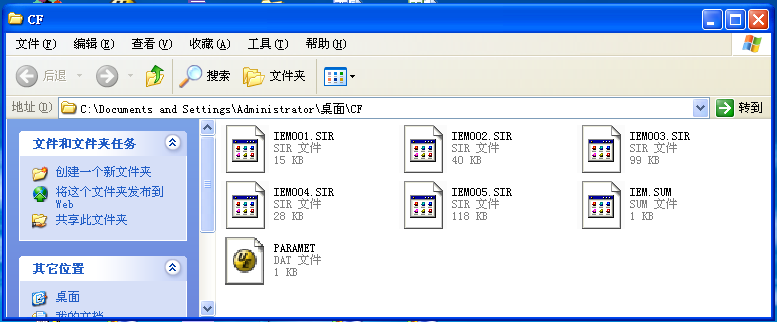 CF
文件(F) 编辑(E) 查看(V) 收藏(A) 工具(T) 帮助(H)
后退 搜索 文件夹
地址(D) C:\Documents and Settings\Administrator\桌面\CF 转到
文件和文件夹任务
创建一个新文件夹
将这个文件夹发布到
Web
共享此文件夹
其它位置
桌面
我的文档
IEM001.SIR
SIR 文件
15 KB
IEM002.SIR
SIR 文件
40 KB
IEM003.SIR
SIR 文件
99 KB
IEM004.SIR
SIR 文件
28 KB
IEM005.SIR
SIR 文件
118 KB
IEM.SUM
SUM 文件
1 KB
UE
PARAMET
DAT 文件
1 KB